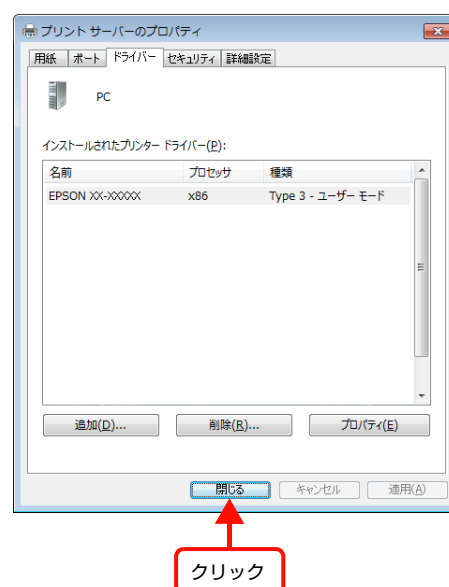 プリント サーバーのプロパティ
用紙 ポート ドライバー セキュリティ 詳細設定
PC
インストールされたプリンター ドライバー(P):
名前 プロセッサ 種類
EPSON XX-XXXXX x86 Type 3 - ユーザー モード
追加(D)... 削除(R)... プロパティ(E)
閉じる キャンセル 適用(A)
クリック